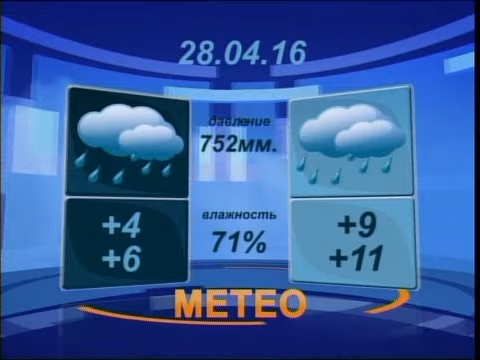 28.04.16
давление
752мм.
+4
+6
влажность
71%
+9
+11
МЕТЕО